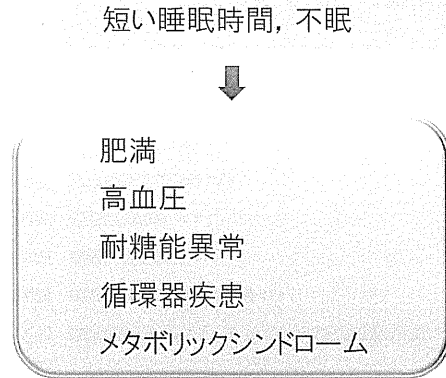 短い睡眠時間，不眠
肥満
高血圧
耐糖能異常
循環器疾患
メタボリックシンドローム